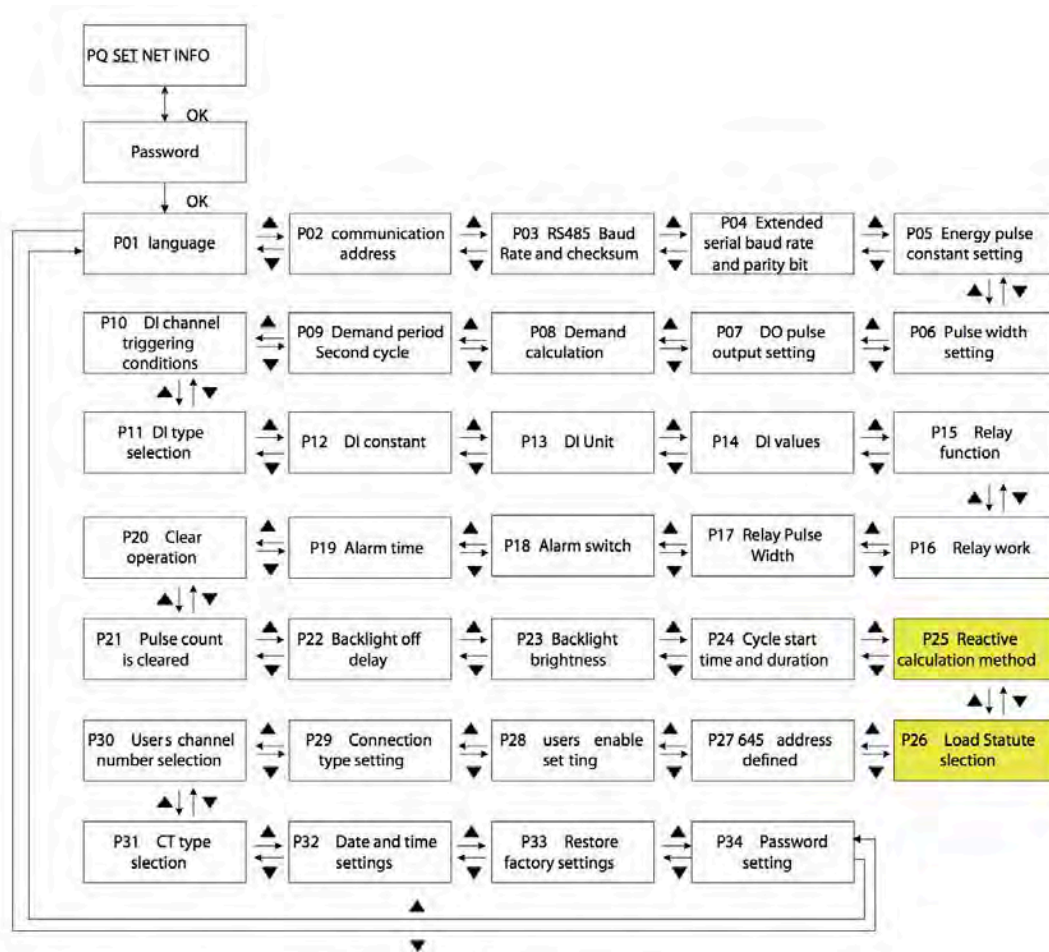 PQ SET NET INFO
OK
Password
OK
P01 language
P02 communication
address
P03 RS485 Baud
Rate and checksum
P04 Extended
serial baud rate
and parity bit
P05 Energy pulse
constant setting
P10 DI channel
triggering
conditions
P09 Demand period
Second cycle
P08 Demand
calculation
P07 DO pulse
output setting
P06 Pulse width
setting
P11 DI type
selection
P12 DI constant
P13 DI Unit
P14 DI values
P15 Relay
function
P20 Clear
operation
P19 Alarm time
P18 Alarm switch
P17 Relay Pulse
Width
P16 Relay work
P21 Pulse count
is cleared
P22 Backlight off
delay
P23 Backlight
brightness
P24 Cycle start
time and duration
P25 Reactive
calculation method
P30 Users channel
number selection
P29 Connection
type setting
P28 users enable
set ting
P27 645 address
defined
P26 Load Statute
slection
P31 CT type
slection
P32 Date and time
settings
P33 Restore
factory settings
P34 Password
setting